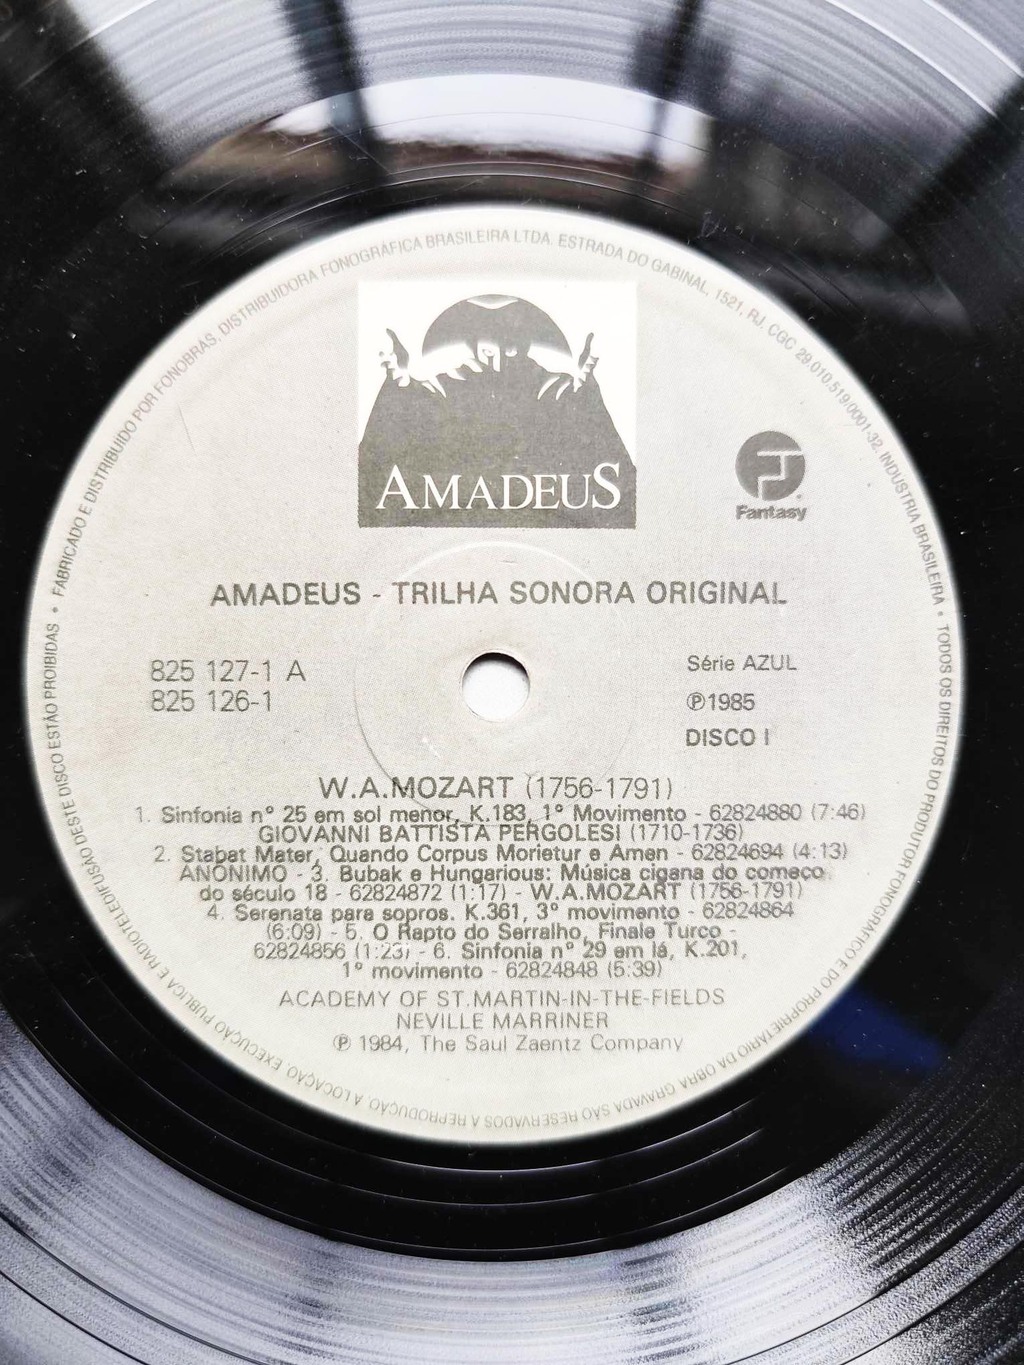 FABRICADO E DISTRIBUIDO POR FONOBRAS, DISTRIBUIDORA FONOGRÁFICA BRASILEIRA LTDA. ESTRADA DO GABINAL, 1521, RJ. CGC 29.010.519/0001-32. INDUSTRIA BRASILEIRA • TODOS OS DIREITOS DO PRODUTOR FONOGRÁFICO E DO PROPRIETÁRIO DA OBRA GRAVADA SÃO RESERVADOS A REPRODUÇÃO, A LOCAÇÃO, EXECUÇÃO PÚBLICA E RADIOTELEDIFUSÃO DESTE DISCO ESTÃO PROIBIDAS •
AMADEUS
Fantasy
AMADEUS - TRILHA SONORA ORIGINAL
825 127-1 A
825 126-1
Série AZUL
℗1985
DISCO I
W.A.MOZART (1756-1791)
1. Sinfonia nº 25 em sol menor, K.183, 1º Movimento - 62824880 (7:46)
GIOVANNI BATTISTA PERGOLESI (1710-1736)
2. Stabat Mater, Quando Corpus Morietur e Amen - 62824694 (4:13)
ANONIMO - 3. Bubak e Hungarious: Música cigana do começo
do século 18 - 62824872 (1:17) - W.A.MOZART (1756-1791)
4. Serenata para sopros. K.361, 3º movimento - 62824864
(6:09) - 5. O Rapto do Serralho, Finale Turco -
62824856 (1:23) - 6. Sinfonia nº 29 em lá, K.201,
1º movimento - 62824848 (5:39)
ACADEMY OF ST.MARTIN-IN-THE-FIELDS
NEVILLE MARRINER
℗ 1984, The Saul Zaentz Company